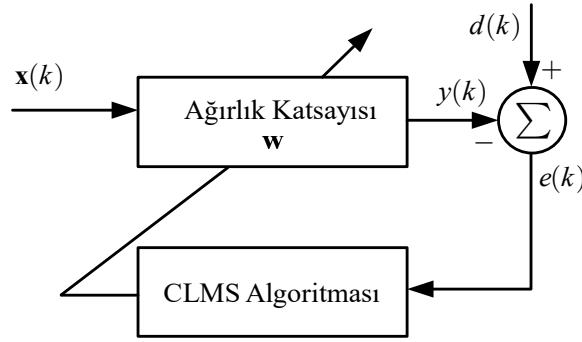 d(k)
x(k)
+
Ağırlık Katsayısı
w
y(k)
−
∑
e(k)
CLMS Algoritması